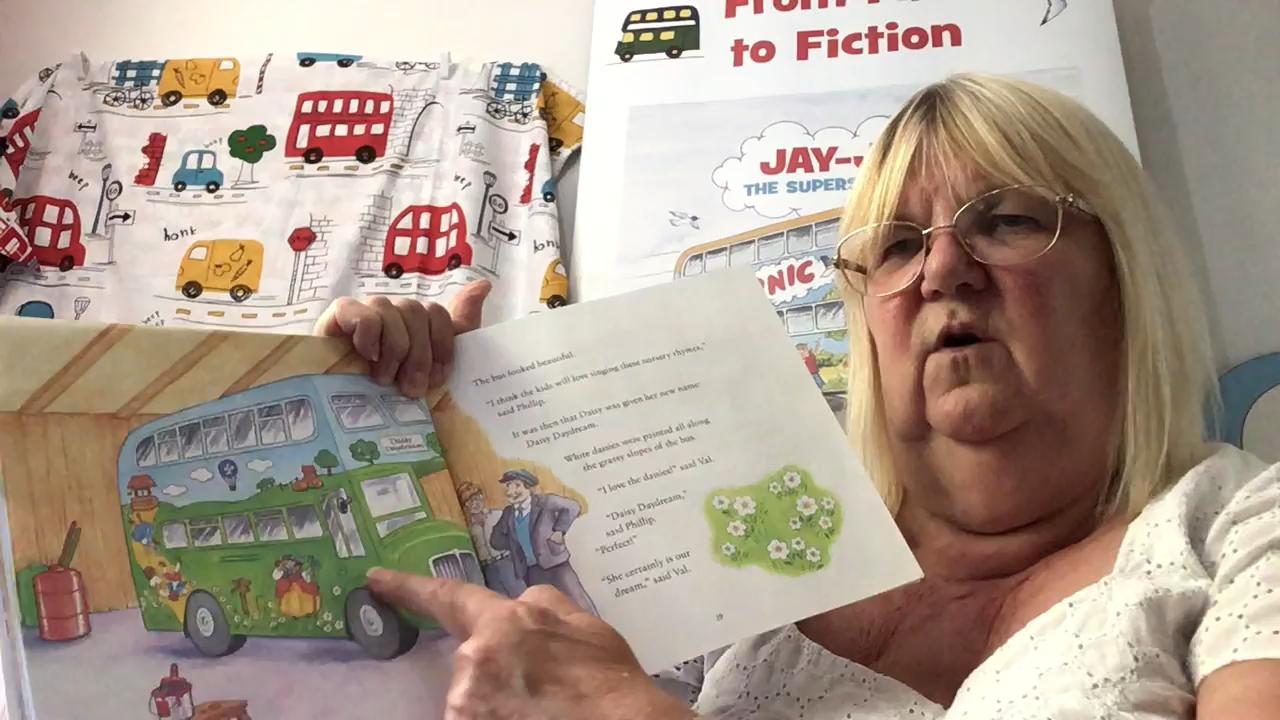 From
to Fiction
JAY-J
THE SUPERS
NIC
beep
honk
beep
honk
The bus looked beautiful.
"I think the kids will love singing these nursery rhymes,"
said Phillip.
It was then that Daisy was given her new name
Daisy Daydream.
White daisies were painted all along
the grassy slopes of the bus.
"I love the daisies!" said Val.
"Daisy Daydream,"
said Phillip,
"Perfect!"
"She certainly is our
dream," said Val.
19
Daisy
Daydream